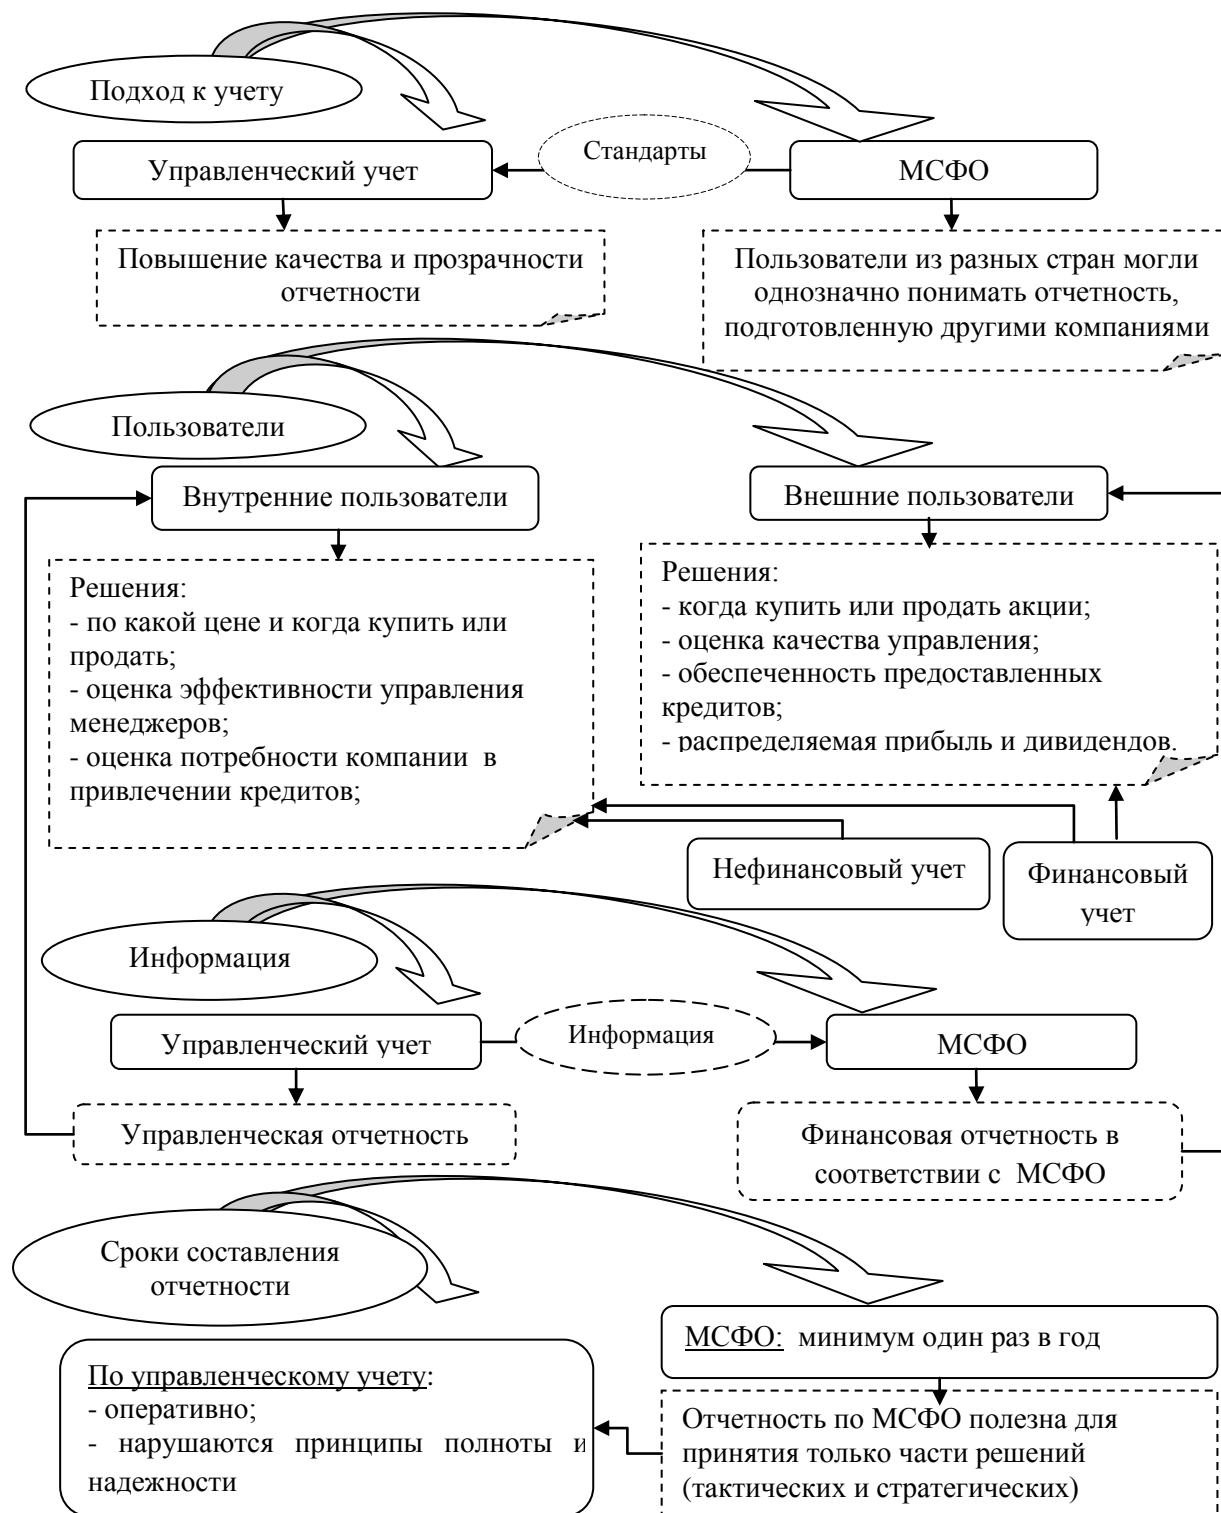 Подход к учету
Управленческий учет
Стандарты
МСФО
Повышение качества и прозрачности
отчетности
Пользователи из разных стран могли
однозначно понимать отчетность,
подготовленную другими компаниями
Пользователи
Внутренние пользователи
Внешние пользователи
Решения:
- по какой цене и когда купить или
продать;
- оценка эффективности управления
менеджеров;
- оценка потребности компании в
привлечении кредитов;
Решения:
- когда купить или продать акции;
- оценка качества управления;
- обеспеченность предоставленных
кредитов;
- распределяемая прибыль и дивидендов.
Нефинансовый учет
Финансовый
учет
Информация
Управленческий учет
Информация
МСФО
Управленческая отчетность
Финансовая отчетность в
соответствии с МСФО
Сроки составления
отчетности
МСФО: минимум один раз в год
По управленческому учету:
- оперативно;
- нарушаются принципы полноты и
надежности
Отчетность по МСФО полезна для
принятия только части решений
(тактических и стратегических)